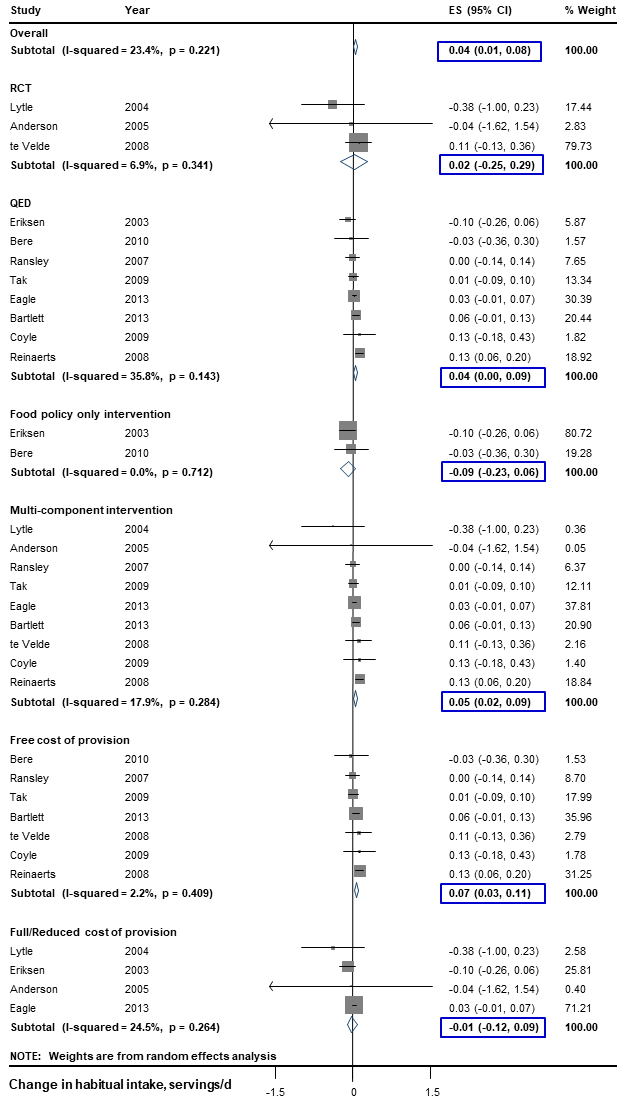 Study Year ES (95% CI) % Weight
Overall
Subtotal (I-squared = 23.4%, p = 0.221) 0.04 (0.01, 0.08) 100.00
RCT
Lytle 2004 -0.38 (-1.00, 0.23) 17.44
Anderson 2005 -0.04 (-1.62, 1.54) 2.83
te Velde 2008 0.11 (-0.13, 0.36) 79.73
Subtotal (I-squared = 6.9%, p = 0.341) 0.02 (-0.25, 0.29) 100.00
QED
Eriksen 2003 -0.10 (-0.26, 0.06) 5.87
Bere 2010 -0.03 (-0.36, 0.30) 1.57
Ransley 2007 0.00 (-0.14, 0.14) 7.65
Tak 2009 0.01 (-0.09, 0.10) 13.34
Eagle 2013 0.03 (-0.01, 0.07) 30.39
Bartlett 2013 0.06 (-0.01, 0.13) 20.44
Coyle 2009 0.13 (-0.18, 0.43) 1.82
Reinaerts 2008 0.13 (0.06, 0.20) 18.92
Subtotal (I-squared = 35.8%, p = 0.143) 0.04 (0.00, 0.09) 100.00
Food policy only intervention
Eriksen 2003 -0.10 (-0.26, 0.06) 80.72
Bere 2010 -0.03 (-0.36, 0.30) 19.28
Subtotal (I-squared = 0.0%, p = 0.712) -0.09 (-0.23, 0.06) 100.00
Multi-component intervention
Lytle 2004 -0.38 (-1.00, 0.23) 0.36
Anderson 2005 -0.04 (-1.62, 1.54) 0.05
Ransley 2007 0.00 (-0.14, 0.14) 6.37
Tak 2009 0.01 (-0.09, 0.10) 12.11
Eagle 2013 0.03 (-0.01, 0.07) 37.81
Bartlett 2013 0.06 (-0.01, 0.13) 20.90
te Velde 2008 0.11 (-0.13, 0.36) 2.16
Coyle 2009 0.13 (-0.18, 0.43) 1.40
Reinaerts 2008 0.13 (0.06, 0.20) 18.84
Subtotal (I-squared = 17.9%, p = 0.284) 0.05 (0.02, 0.09) 100.00
Free cost of provision
Bere 2010 -0.03 (-0.36, 0.30) 1.53
Ransley 2007 0.00 (-0.14, 0.14) 8.70
Tak 2009 0.01 (-0.09, 0.10) 17.99
Bartlett 2013 0.06 (-0.01, 0.13) 35.96
te Velde 2008 0.11 (-0.13, 0.36) 2.79
Coyle 2009 0.13 (-0.18, 0.43) 1.78
Reinaerts 2008 0.13 (0.06, 0.20) 31.25
Subtotal (I-squared = 2.2%, p = 0.409) 0.07 (0.03, 0.11) 100.00
Full/Reduced cost of provision
Lytle 2004 -0.38 (-1.00, 0.23) 2.58
Eriksen 2003 -0.10 (-0.26, 0.06) 25.81
Anderson 2005 -0.04 (-1.62, 1.54) 0.40
Eagle 2013 0.03 (-0.01, 0.07) 71.21
Subtotal (I-squared = 24.5%, p = 0.264) -0.01 (-0.12, 0.09) 100.00
NOTE: Weights are from random effects analysis
Change in habitual intake, servings/d
-1.5 0 1.5